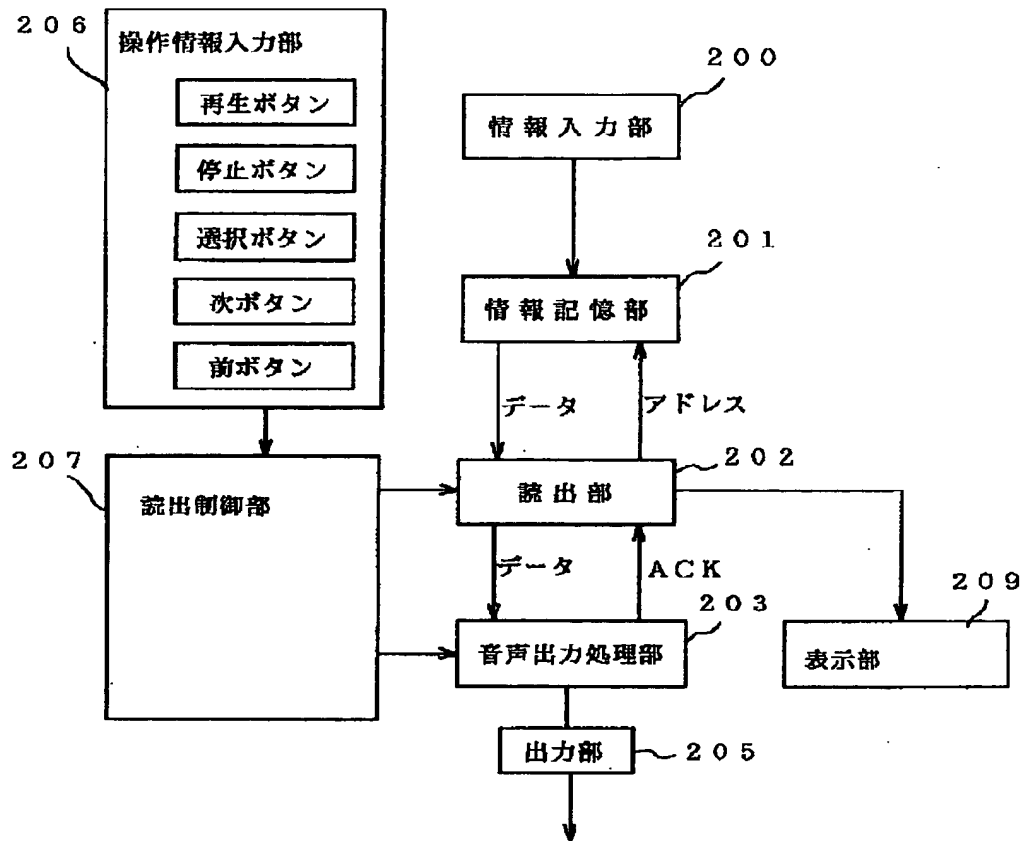 206
操作情報入力部
再生ボタン
停止ボタン
選択ボタン
次ボタン
前ボタン
200
情報入力部
201
情報記憶部
データ
アドレス
207
読出制御部
202
読出部
データ
ACK
203
音声出力処理部
209
表示部
出力部
205